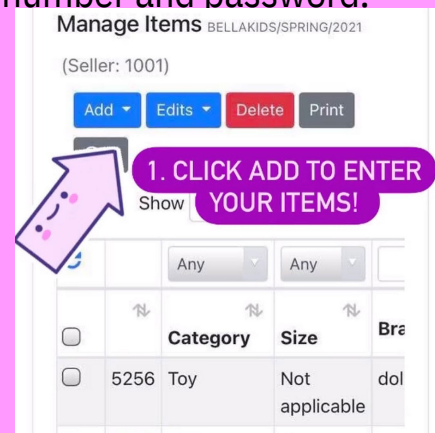 number and password.
Manage Items BELLAKIDS/SPRING/2021
(Seller: 1001)
Add Edits Delete Print
1. CLICK ADD TO ENTER
YOUR ITEMS!
Show
Any Any
Category Size Bra
5256 Toy Not dol
applicable